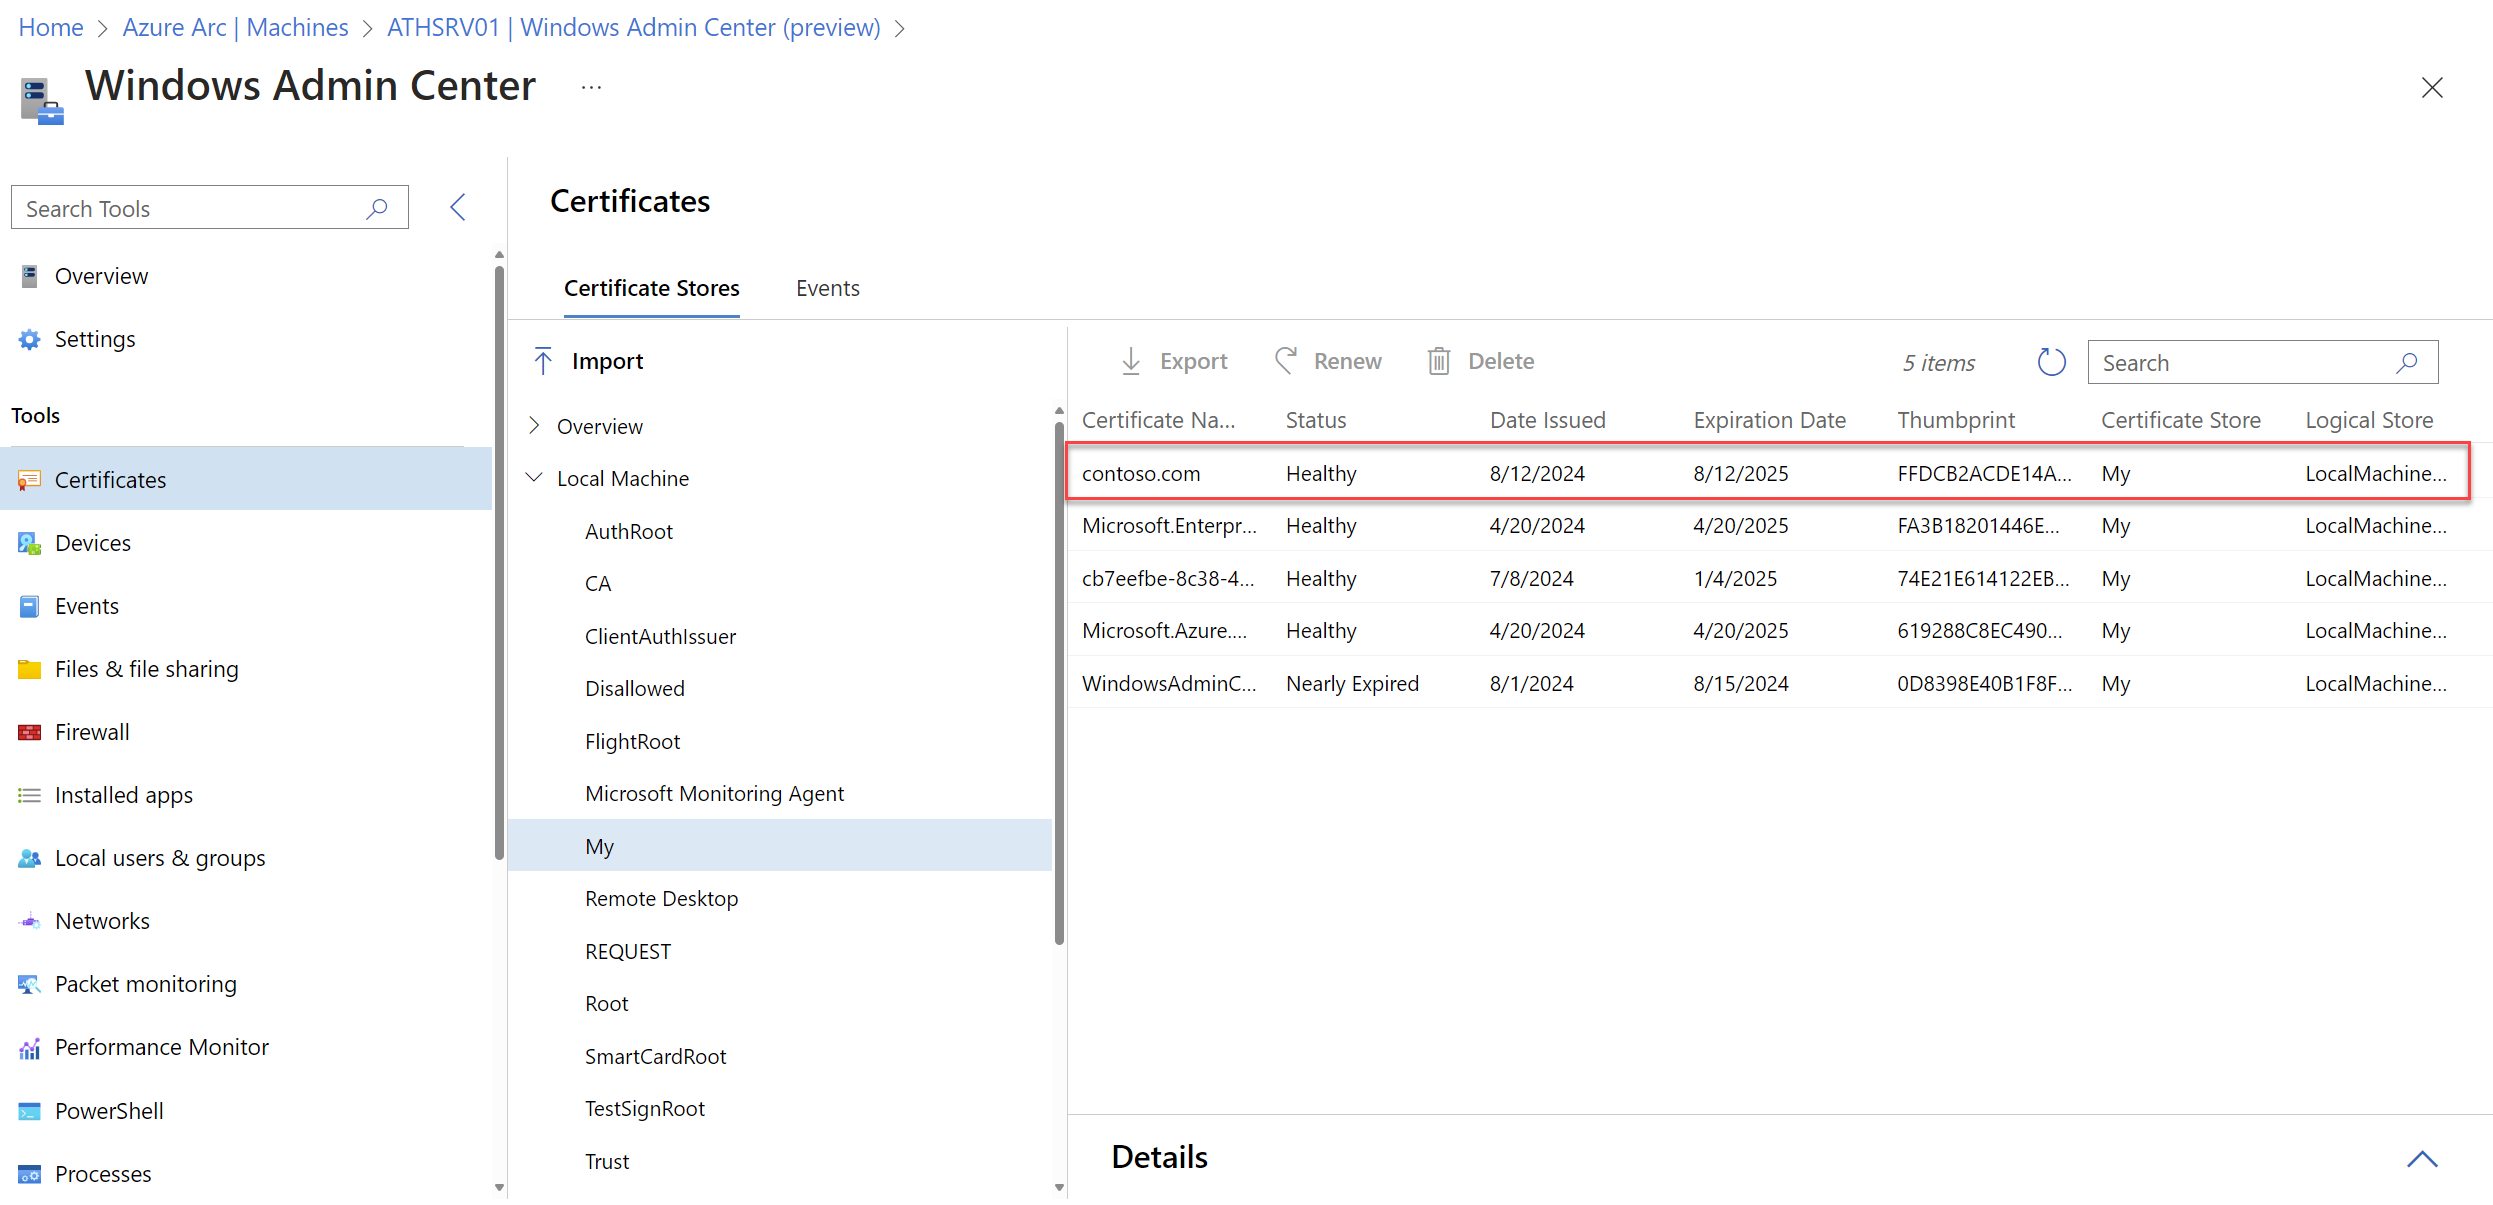 Home > Azure Arc | Machines > ATHSRV01 | Windows Admin Center (preview) >
Windows Admin Center ...
Search Tools
Overview
Settings
Tools
Certificates
Devices
Events
Files & file sharing
Firewall
Installed apps
Local users & groups
Networks
Packet monitoring
Performance Monitor
PowerShell
Processes
Certificates
Certificate Stores Events
Import
Overview
Local Machine
AuthRoot
CA
ClientAuthIssuer
Disallowed
FlightRoot
Microsoft Monitoring Agent
My
Remote Desktop
REQUEST
Root
SmartCardRoot
TestSignRoot
Trust
Export Renew Delete 5 items Search
Certificate Na... Status Date Issued Expiration Date Thumbprint Certificate Store Logical Store
contoso.com Healthy 8/12/2024 8/12/2025 FFDCB2ACDE14A... My LocalMachine...
Microsoft.Enterpr... Healthy 4/20/2024 4/20/2025 FA3B18201446E... My LocalMachine...
cb7eefbe-8c38-4... Healthy 7/8/2024 1/4/2025 74E21E614122EB... My LocalMachine...
Microsoft.Azure.... Healthy 4/20/2024 4/20/2025 619288C8EC490... My LocalMachine...
WindowsAdminC... Nearly Expired 8/1/2024 8/15/2024 0D8398E40B1F8F... My LocalMachine...
Details